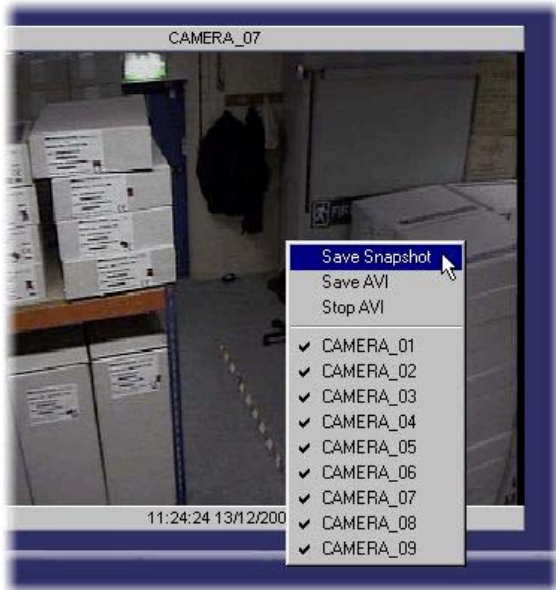 CAMERA_07
Save Snapshot
Save AVI
Stop AVI
CAMERA_01
CAMERA_02
CAMERA_03
CAMERA_04
CAMERA_05
CAMERA_06
CAMERA_07
CAMERA_08
CAMERA_09
11:24:24 13/12/200